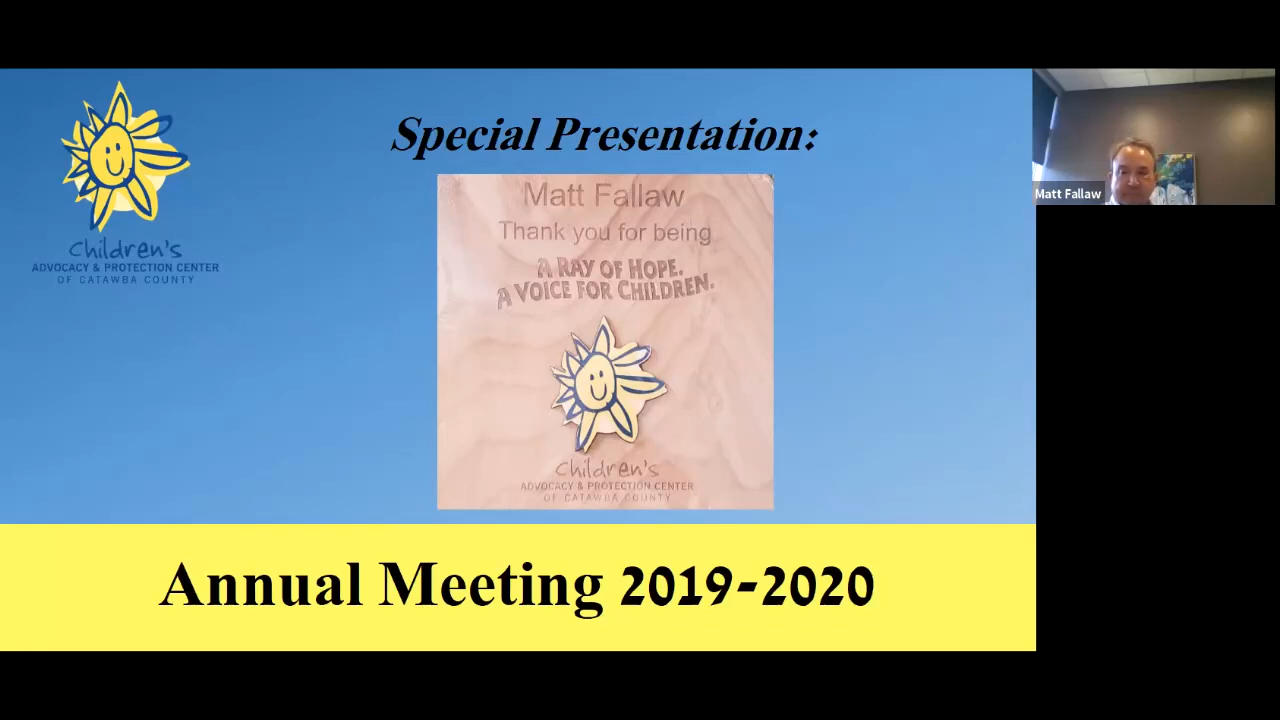 Special Presentation:
Children's
ADVOCACY & PROTECTION CENTER
OF CATAWBA COUNTY
Matt Fallaw
Thank you for being
A RAY OF HOPE.
A VOICE FOR CHILDREN.
Children's
ADVOCACY & PROTECTION CENTER
OF CATAWBA COUNTY
Annual Meeting 2019-2020
Matt Fallaw